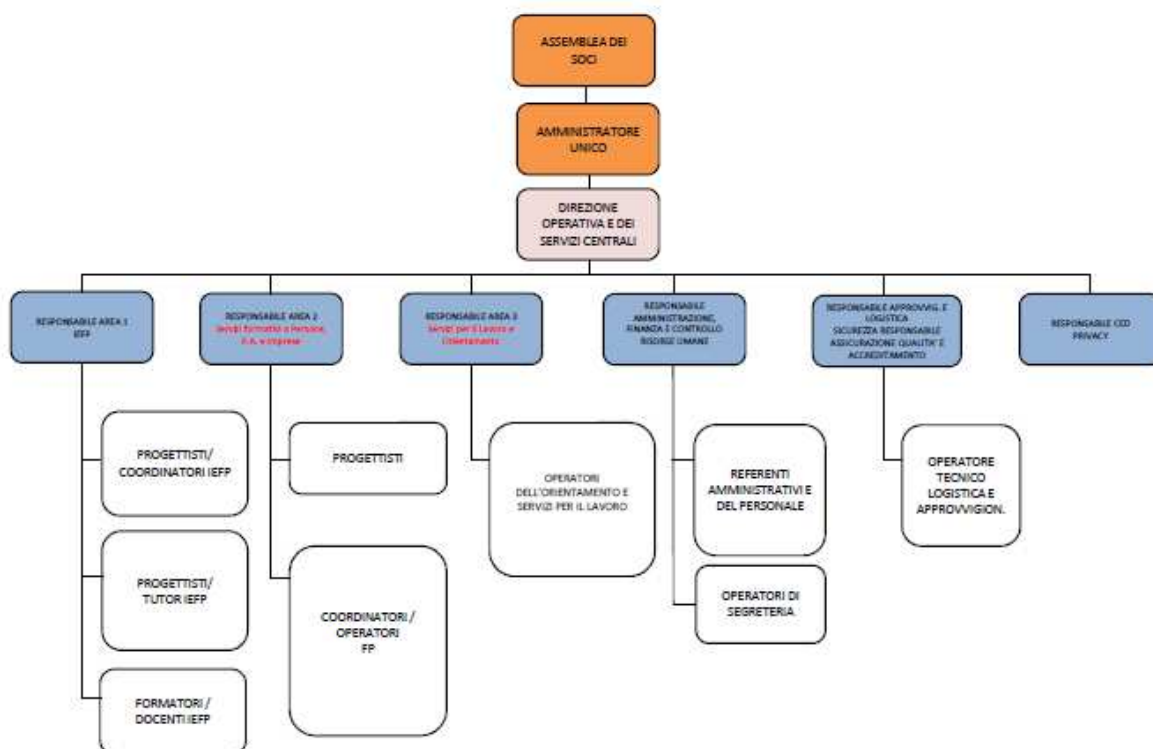 ASSEMBLEA DEI
SOCI
AMMINISTRATORE
UNICO
DIREZIONE
OPERATIVA E DEI
SERVIZI CENTRALI
RESPONSABILE AREA 1
IEFP
RESPONSABILE AREA 2
Servizi formativi a Persone,
P.A. e Imprese
RESPONSABILE AREA 3
Servizi per il Lavoro e
Orientamento
RESPONSABILE
AMMINISTRAZIONE,
FINANZA E CONTROLLO
RISORSE UMANE
RESPONSABILE APPROVVIG. E
LOGISTICA
SICUREZZA RESPONSABILE
ASSICURAZIONE QUALITA' E
ACCREDITAMENTO
RESPONSABILE CED
PRIVACY
PROGETTISTI/
COORDINATORI IEFP
PROGETTISTI
OPERATORI
DELL'ORIENTAMENTO E
SERVIZI PER IL LAVORO
REFERENTI
AMMINISTRATIVI E
DEL PERSONALE
OPERATORE
TECNICO
LOGISTICA E
APPROVVIGION.
PROGETTISTI/
TUTOR IEFP
COORDINATORI /
OPERATORI
FP
OPERATORI DI
SEGRETERIA
FORMATORI /
DOCENTI IEFP